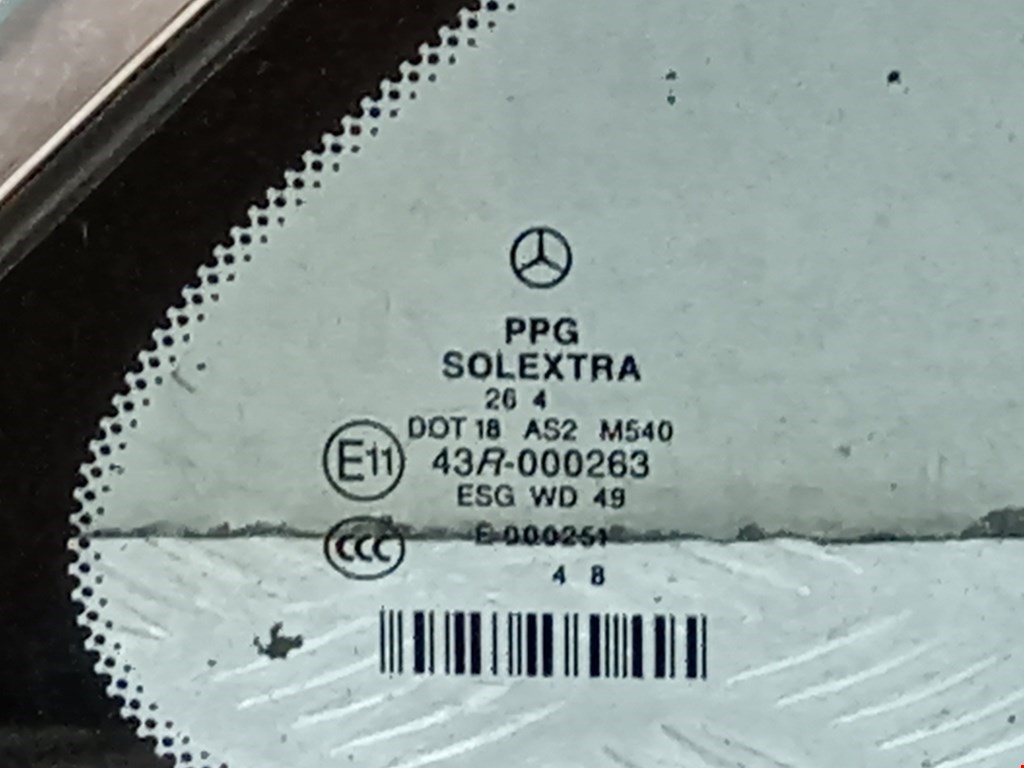 PPG
SOLEXTRA
26 4
DOT 18 AS2 M540
E11 43R-000263
ESG WD 49
CCC E 000251
4 8